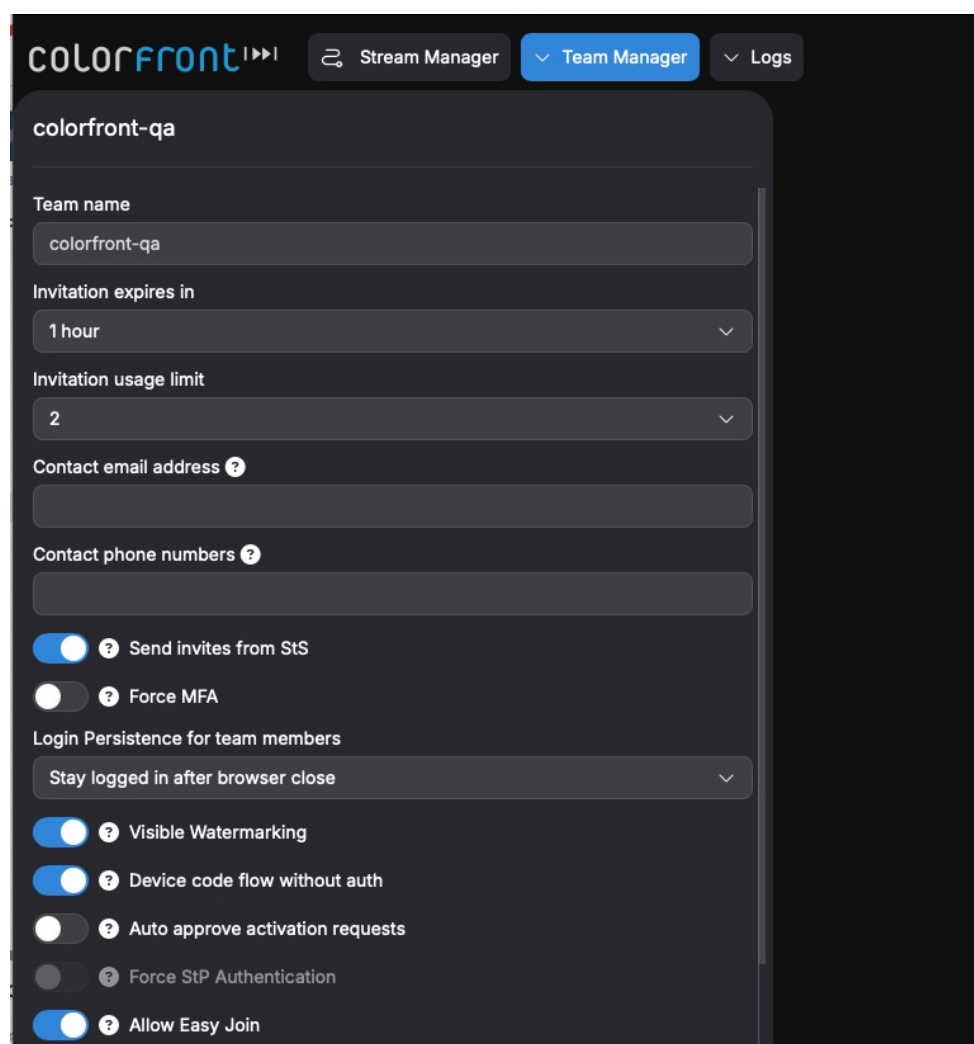 colorfront
Stream Manager
Team Manager
Logs
colorfront-qa
Team name
colorfront-qa
Invitation expires in
1 hour
Invitation usage limit
2
Contact email address ?
Contact phone numbers ?
? Send invites from StS
? Force MFA
Login Persistence for team members
Stay logged in after browser close
? Visible Watermarking
? Device code flow without auth
? Auto approve activation requests
? Force StP Authentication
? Allow Easy Join